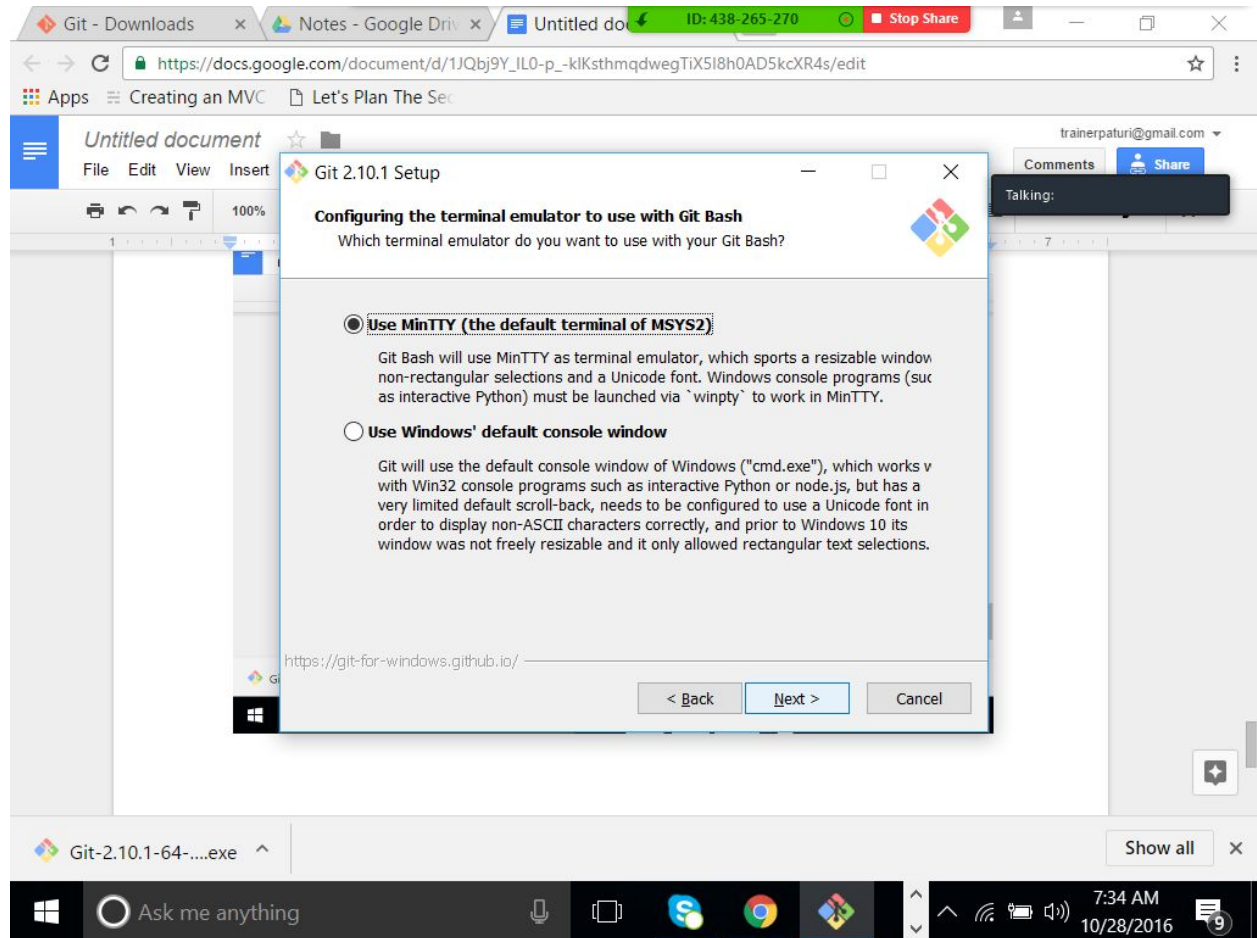 Git - Downloads
Notes - Google Driv
Untitled do
ID: 438-265-270
Stop Share
https://docs.google.com/document/d/1JQbj9Y_IL0-p_-klKsthmqdwegTiX5I8h0AD5kcXR4s/edit
Apps
Creating an MVC
Let's Plan The Sec
Untitled document
trainerpaturi@gmail.com
File Edit View Insert
Comments
Share
Talking:
100%
1
7
Git 2.10.1 Setup
Configuring the terminal emulator to use with Git Bash
Which terminal emulator do you want to use with your Git Bash?
Use MinTTY (the default terminal of MSYS2)
Git Bash will use MinTTY as terminal emulator, which sports a resizable window
non-rectangular selections and a Unicode font. Windows console programs (suc
as interactive Python) must be launched via `winpty` to work in MinTTY.
Use Windows' default console window
Git will use the default console window of Windows ("cmd.exe"), which works w
with Win32 console programs such as interactive Python or node.js, but has a
very limited default scroll-back, needs to be configured to use a Unicode font in
order to display non-ASCII characters correctly, and prior to Windows 10 its
window was not freely resizable and it only allowed rectangular text selections.
https://git-for-windows.github.io/
< Back
Next >
Cancel
Git-2.10.1-64-....exe
Show all
Ask me anything
7:34 AM
10/28/2016
9